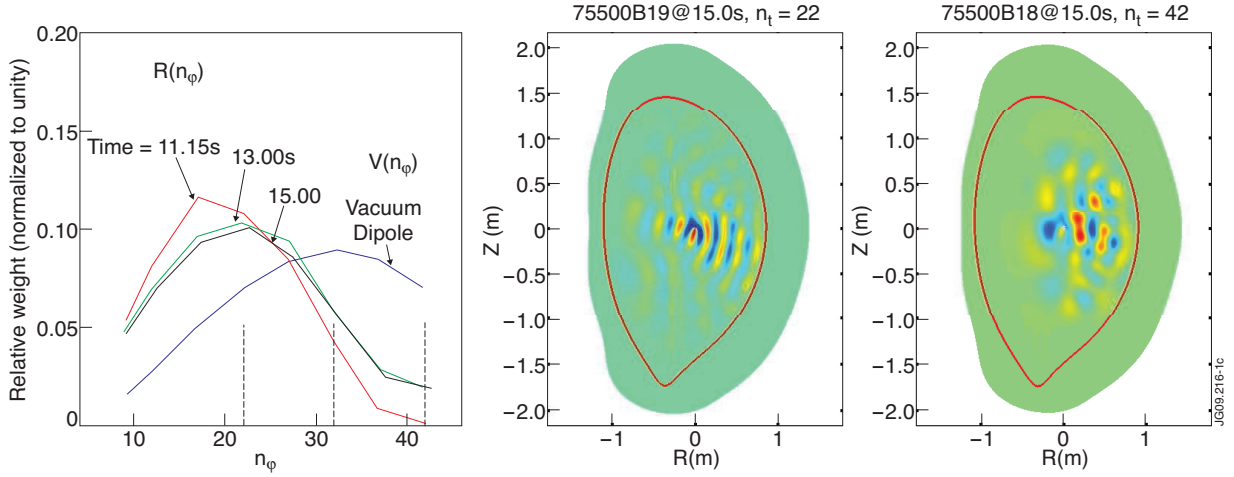 75500B19@15.0s, nt = 22
75500B18@15.0s, nt = 42
Relative weight (normalized to unity)
0.20
0.15
0.10
0.05
0
R(nφ)
Time = 11.15s
13.00s
15.00
V(nφ)
Vacuum
Dipole
10
20
30
40
nφ
Z (m)
2.0
1.5
1.0
0.5
0
−0.5
−1.0
−1.5
−2.0
−1
0
1
R(m)
Z (m)
2.0
1.5
1.0
0.5
0
−0.5
−1.0
−1.5
−2.0
−1
0
1
R(m)
JG09.216-1c